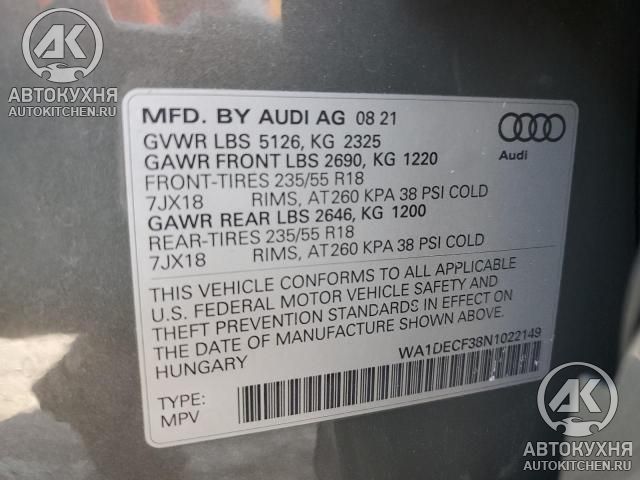 АВТОКУХНЯ
AUTOKITCHEN.RU
MFD. BY AUDI AG 08 21
GVWR LBS 5126, KG 2325
GAWR FRONT LBS 2690, KG 1220
FRONT-TIRES 235/55 R18
7JX18 RIMS, AT260 KPA 38 PSI COLD
GAWR REAR LBS 2646, KG 1200
REAR-TIRES 235/55 R18
7JX18 RIMS, AT260 KPA 38 PSI COLD
Audi
THIS VEHICLE CONFORMS TO ALL APPLICABLE
U.S. FEDERAL MOTOR VEHICLE SAFETY AND
THEFT PREVENTION STANDARDS IN EFFECT ON
THE DATE OF MANUFACTURE SHOWN ABOVE.
HUNGARY
WA1DECF38N1022149
TYPE:
MPV
АК
АВТОКУХНЯ
AUTOKITCHEN.RU